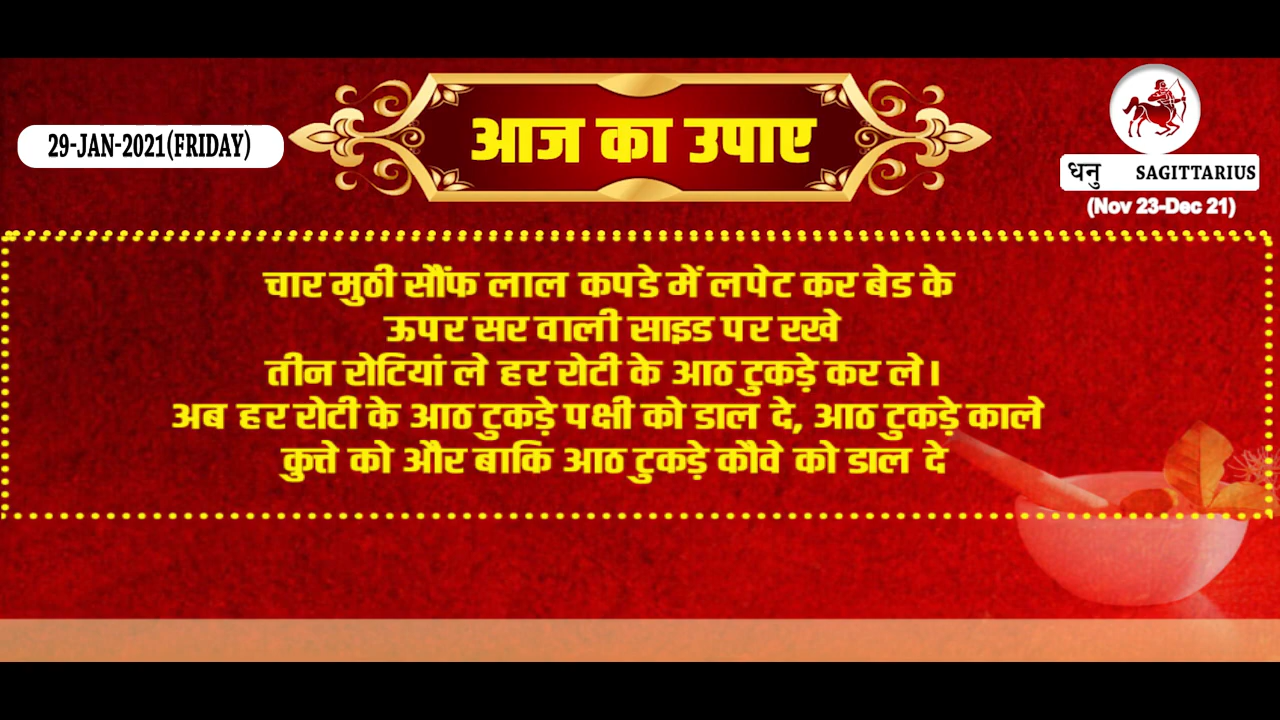 29-JAN-2021(FRIDAY)
आज का उपाए
धनु SAGITTARIUS
(Nov 23-Dec 21)
चार मुठी सौंफ लाल कपडे में लपेट कर बेड के
ऊपर सर वाली साइड पर रखे
तीन रोटियां ले हर रोटी के आठ टुकड़े कर ले।
अब हर रोटी के आठ टुकड़े पक्षी को डाल दे, आठ टुकड़े काले
कुत्ते को और बाकि आठ टुकड़े कौवे को डाल दे